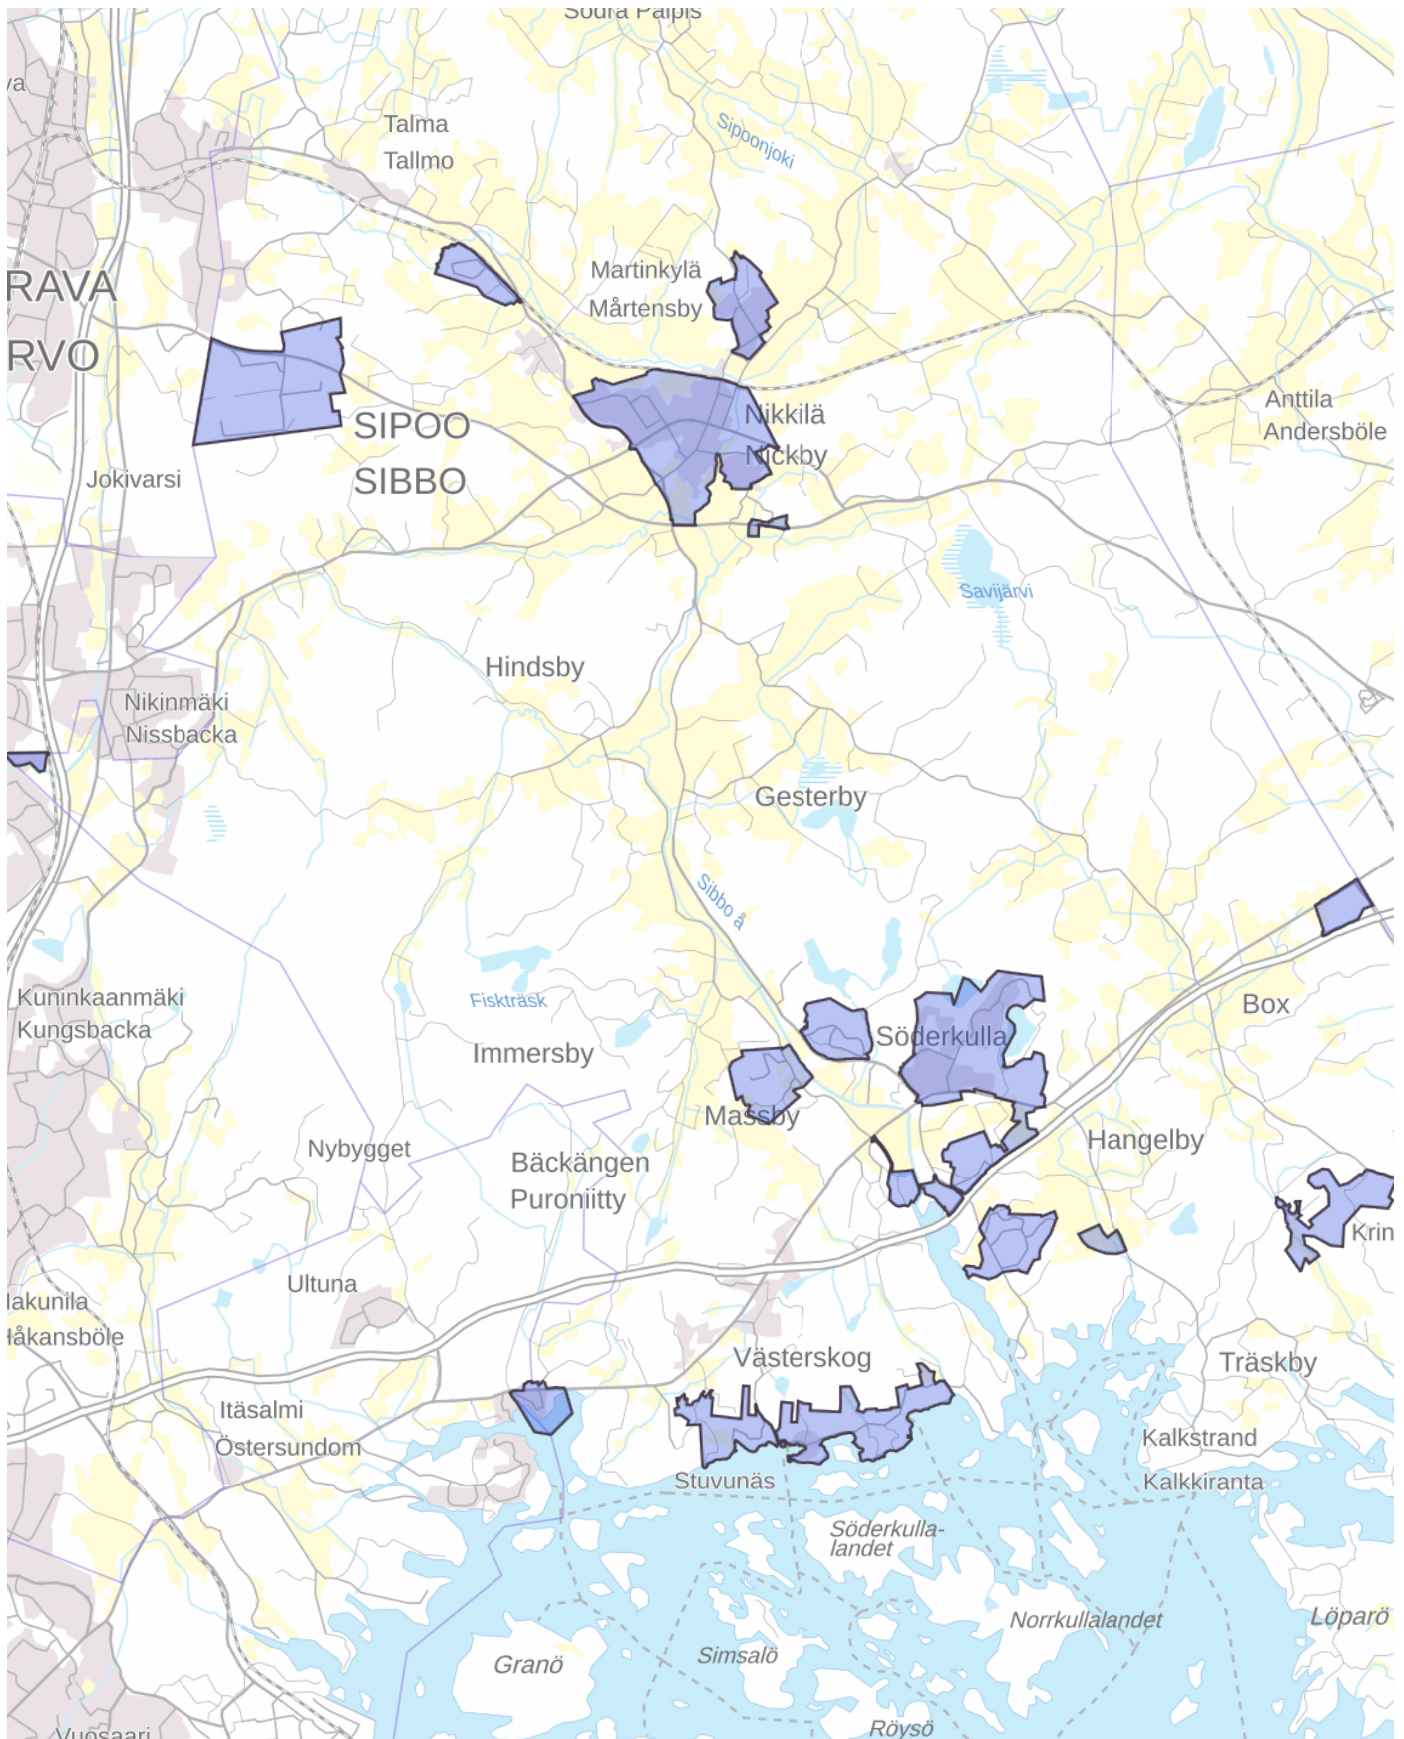 Södra Paipis
va
Talma
Tallmo
Sipoonjoki
Martinkylä
Mårtensby
RAVA
RVO
SIPOO
SIBBO
Nikkilä
Nickby
Anttila
Andersböle
Jokivarsi
Savijärvi
Hindsby
Nikinmäki
Nissbacka
Gesterby
Sibbo å
Kuninkaanmäki
Kungsbacka
Fiskträsk
Immersby
Söderkulla
Box
Massby
Hangelby
Nybygget
Bäckängen
Puroniitty
Krin
Ultuna
lakunila
Håkansböle
Västerskog
Träskby
Itäsalmi
Östersundom
Kalkstrand
Kalkkiranta
Stuvunäs
Söderkulla-
landet
Norrkullalandet
Löparö
Simsalö
Granö
Röysö
Vuosaari